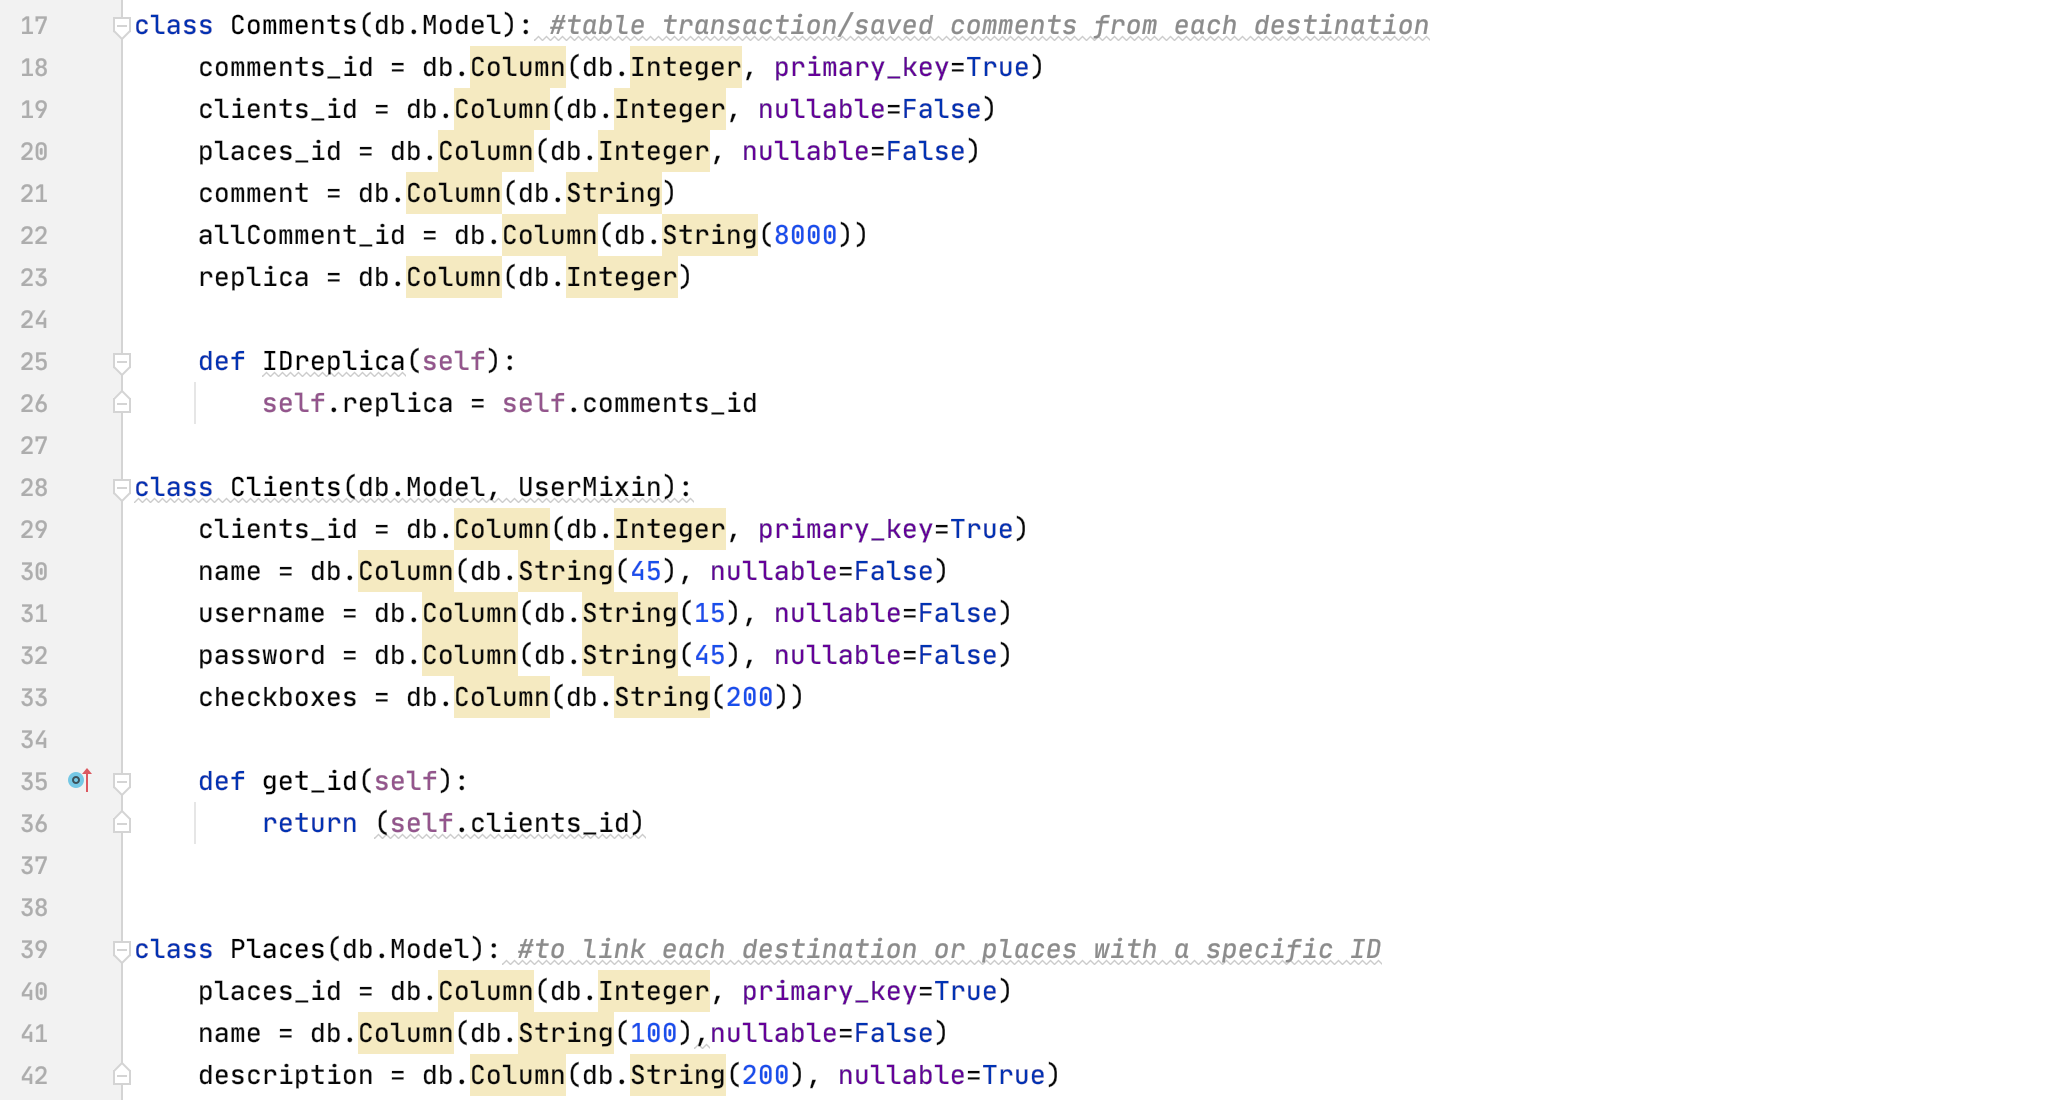 17 class Comments(db.Model): #table transaction/saved comments from each destination
18     comments_id = db.Column(db.Integer, primary_key=True)
19     clients_id = db.Column(db.Integer, nullable=False)
20     places_id = db.Column(db.Integer, nullable=False)
21     comment = db.Column(db.String)
22     allComment_id = db.Column(db.String(8000))
23     replica = db.Column(db.Integer)
24
25     def IDreplica(self):
26         self.replica = self.comments_id
27
28 class Clients(db.Model, UserMixin):
29     clients_id = db.Column(db.Integer, primary_key=True)
30     name = db.Column(db.String(45), nullable=False)
31     username = db.Column(db.String(15), nullable=False)
32     password = db.Column(db.String(45), nullable=False)
33     checkboxes = db.Column(db.String(200))
34
35     def get_id(self):
36         return (self.clients_id)
37
38
39 class Places(db.Model): #to link each destination or places with a specific ID
40     places_id = db.Column(db.Integer, primary_key=True)
41     name = db.Column(db.String(100),nullable=False)
42     description = db.Column(db.String(200), nullable=True)